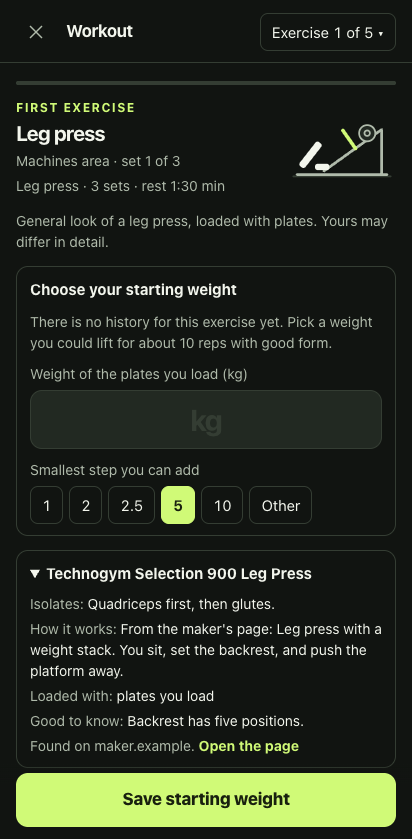 Workout
Exercise 1 of 5 ▾
FIRST EXERCISE
Leg press
Machines area · set 1 of 3
Leg press · 3 sets · rest 1:30 min
General look of a leg press, loaded with plates. Yours may
differ in detail.
Choose your starting weight
There is no history for this exercise yet. Pick a weight
you could lift for about 10 reps with good form.
Weight of the plates you load (kg)
kg
Smallest step you can add
1 2 2.5 5 10 Other
▼ Technogym Selection 900 Leg Press
Isolates: Quadriceps first, then glutes.
How it works: From the maker's page: Leg press with a
weight stack. You sit, set the backrest, and push the
platform away.
Loaded with: plates you load
Good to know: Backrest has five positions.
Found on maker.example. Open the page
Save starting weight